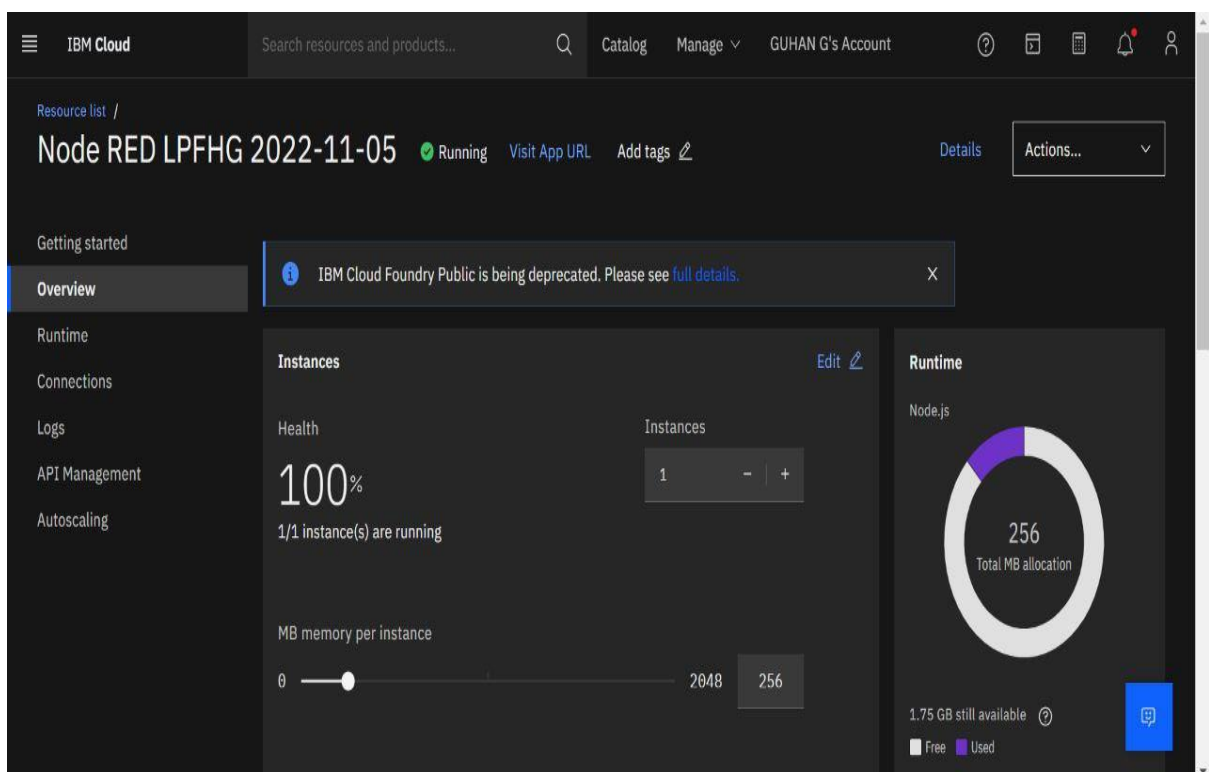 IBM Cloud
Search resources and products...
Catalog
Manage
GUHAN G's Account
Resource list /
Node RED LPFHG 2022-11-05
Running
Visit App URL
Add tags
Details
Actions...
Getting started
Overview
Runtime
Connections
Logs
API Management
Autoscaling
IBM Cloud Foundry Public is being deprecated. Please see full details.
Instances
Edit
Health
100%
1/1 instance(s) are running
Instances
1 - +
MB memory per instance
0
2048
256
Runtime
Node.js
256
Total MB allocation
1.75 GB still available
Free
Used